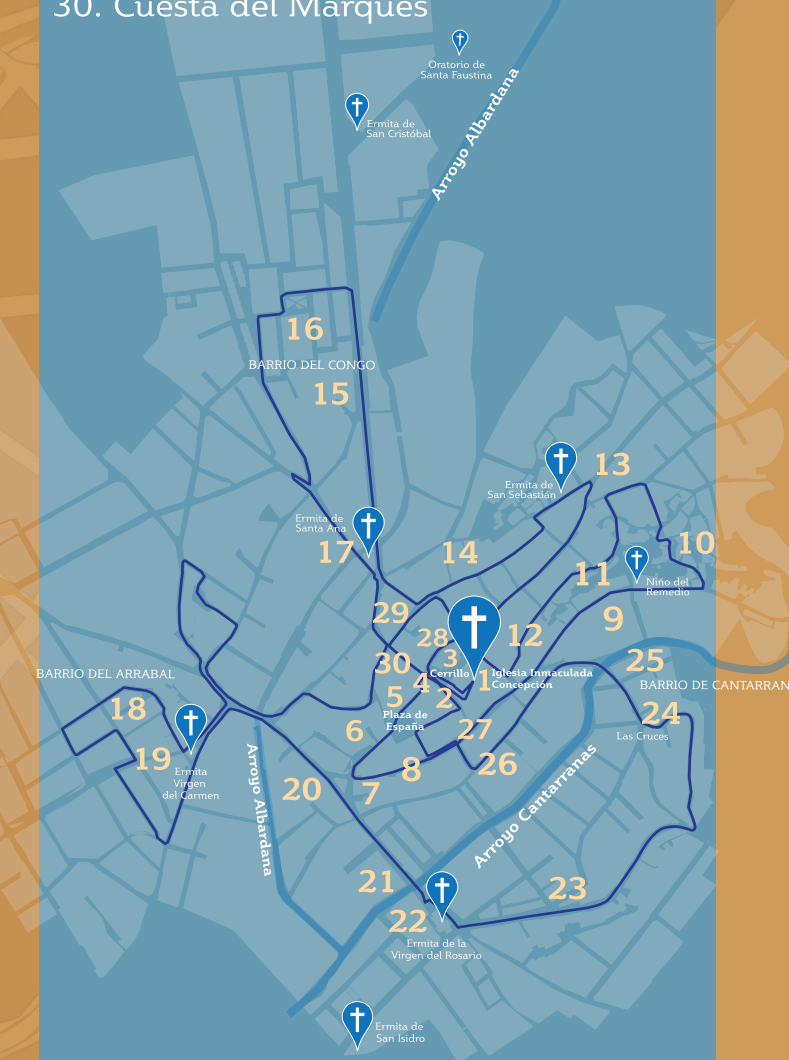 30. Cuesta del Marqués
Oratorio de
Santa Faustina
Arroyo Albardana
Ermita de
San Cristóbal
16
BARRIO DEL CONGO
15
13
Ermita de
San Sebastián
Ermita de
Santa Ana
17
14
10
11
Niño del
Remedio
29
9
28
12
3
30
25
Cerrillo
1
Iglesia Inmaculada
Concepción
BARRIO DEL ARRABAL
4
BARRIO DE CANTARRAN
5
2
18
Plaza de
España
24
6
27
Las Cruces
19
Ermita
Virgen
del Carmen
8
26
20
7
Arroyo Albardana
Arroyo Cantarranas
21
23
22
Ermita de la
Virgen del Rosario
Ermita de
San Isidro